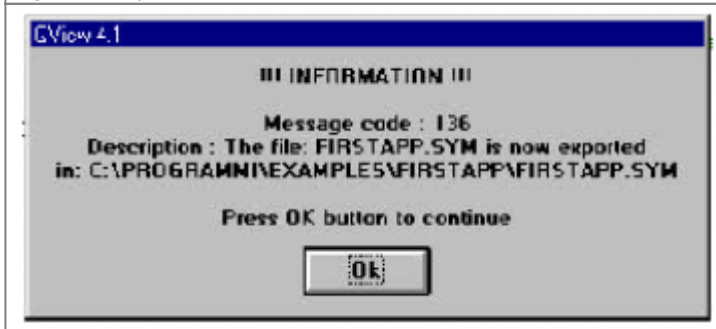 GView 4.1
!!! INFORMATION !!!
Message code : 136
Description : The file: FIRSTAPP.SYM is now exported
in: C:\PROGRAMNI\EXAMPLES\FIRSTAPP\FIRSTAPP.SYM
Press OK button to continue
Ok